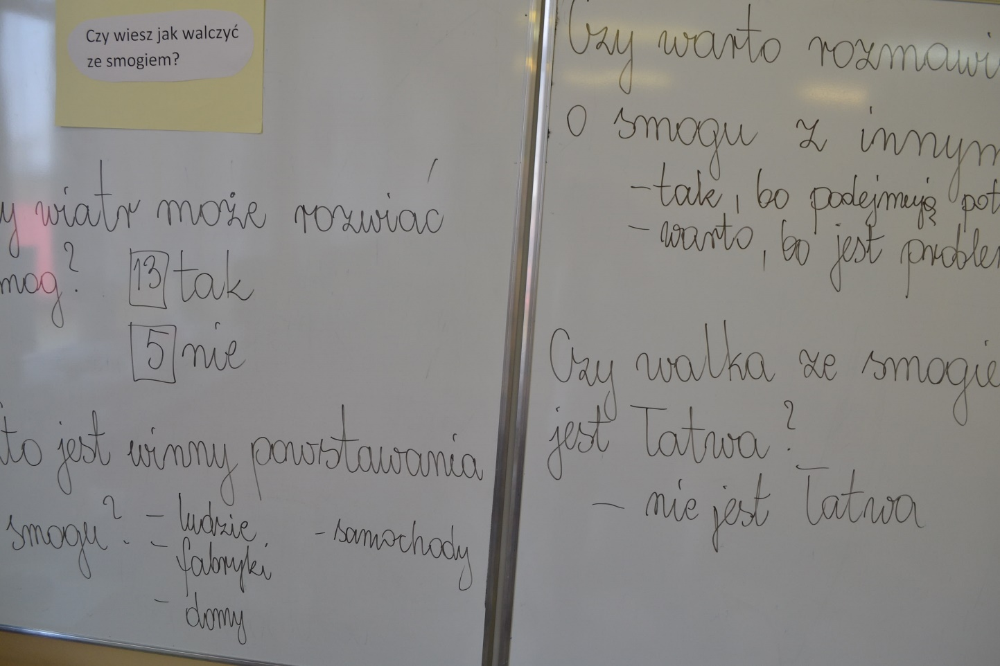 Czy wiesz jak walczyć
ze smogiem?
y wiatr może rozwiać
mog? 13 tak
5 nie
to jest winny powstawania
smogu? - ludzie - samochody
- fabryki
- domy
Czy warto rozmawi
o smogu z innym
- tak, bo podejmują pot
- warto, bo jest problem
Czy walka ze smogie
jest łatwa?
- nie jest łatwa